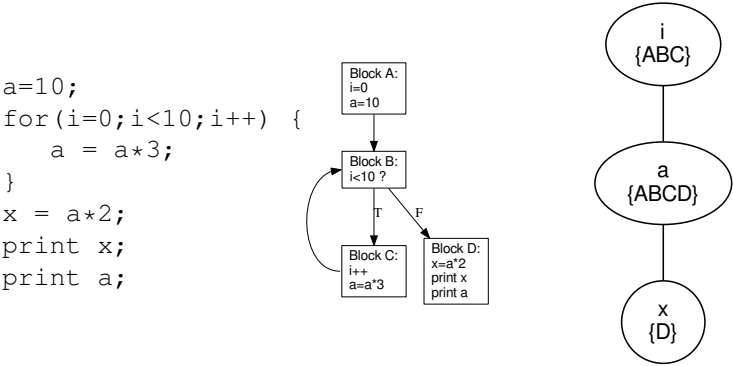 a=10;
for(i=0;i<10;i++) {
   a = a*3;
}
x = a*2;
print x;
print a;
Block A:
i=0
a=10
Block B:
i<10 ?
T
F
Block C:
i++
a=a*3
Block D:
x=a*2
print x
print a
i
{ABC}
a
{ABCD}
x
{D}